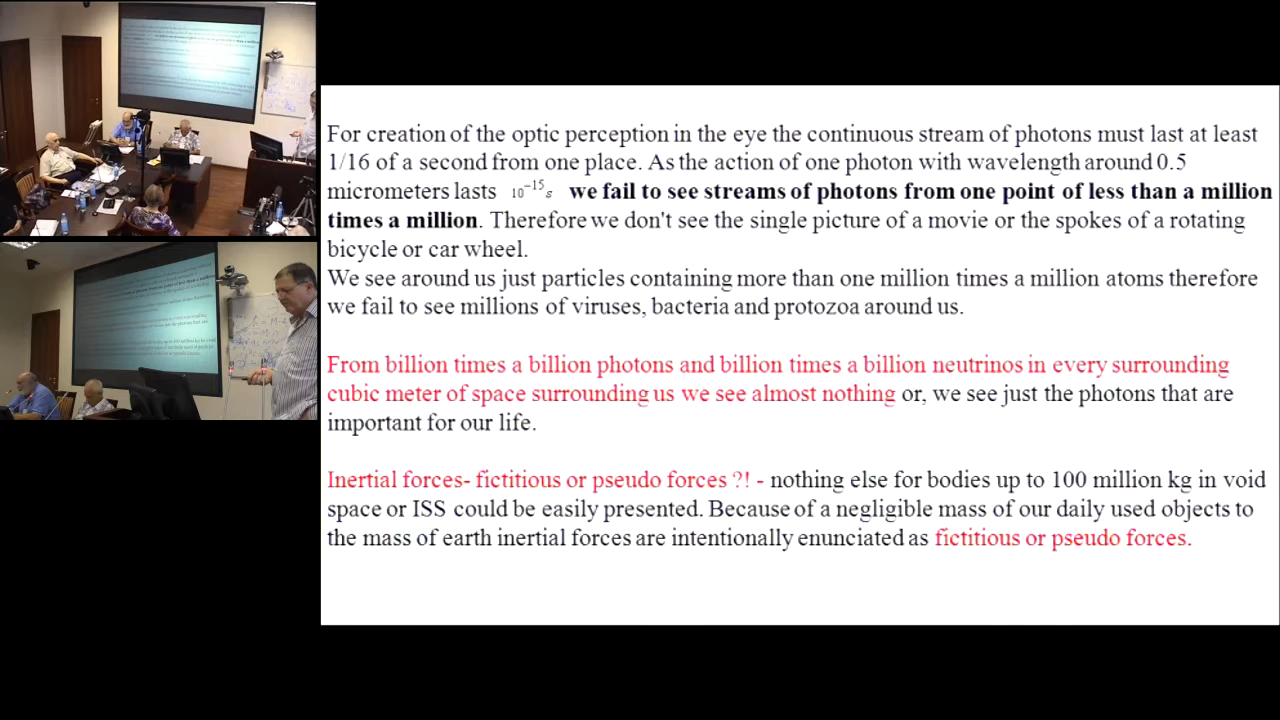 For creation of the optic perception in the eye the continuous stream of photons must last at least
1/16 of a second from one place. As the action of one photon with wavelength around 0.5
micrometers lasts 10⁻¹⁵ s we fail to see streams of photons from one point of less than a million
times a million. Therefore we don't see the single picture of a movie or the spokes of a rotating
bicycle or car wheel.
We see around us just particles containing more than one million times a million atoms therefore
we fail to see millions of viruses, bacteria and protozoa around us.
From billion times a billion photons and billion times a billion neutrinos in every surrounding
cubic meter of space surrounding us we see almost nothing or, we see just the photons that are
important for our life.
Inertial forces- fictitious or pseudo forces ?! - nothing else for bodies up to 100 million kg in void
space or ISS could be easily presented. Because of a negligible mass of our daily used objects to
the mass of earth inertial forces are intentionally enunciated as fictitious or pseudo forces.